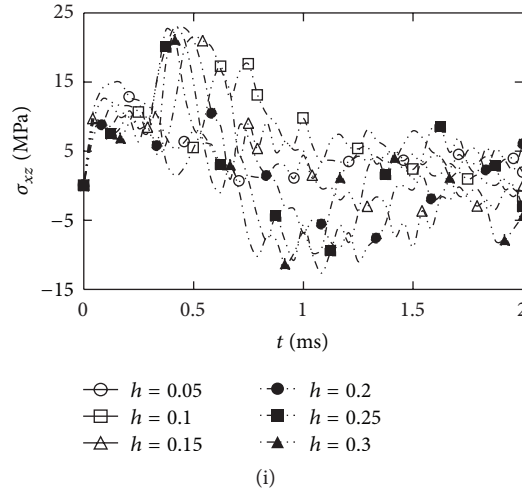 25
15
5
−5
−15
σxz (MPa)
0
0.5
1
1.5
2
t (ms)
h = 0.05
h = 0.1
h = 0.15
h = 0.2
h = 0.25
h = 0.3
(i)